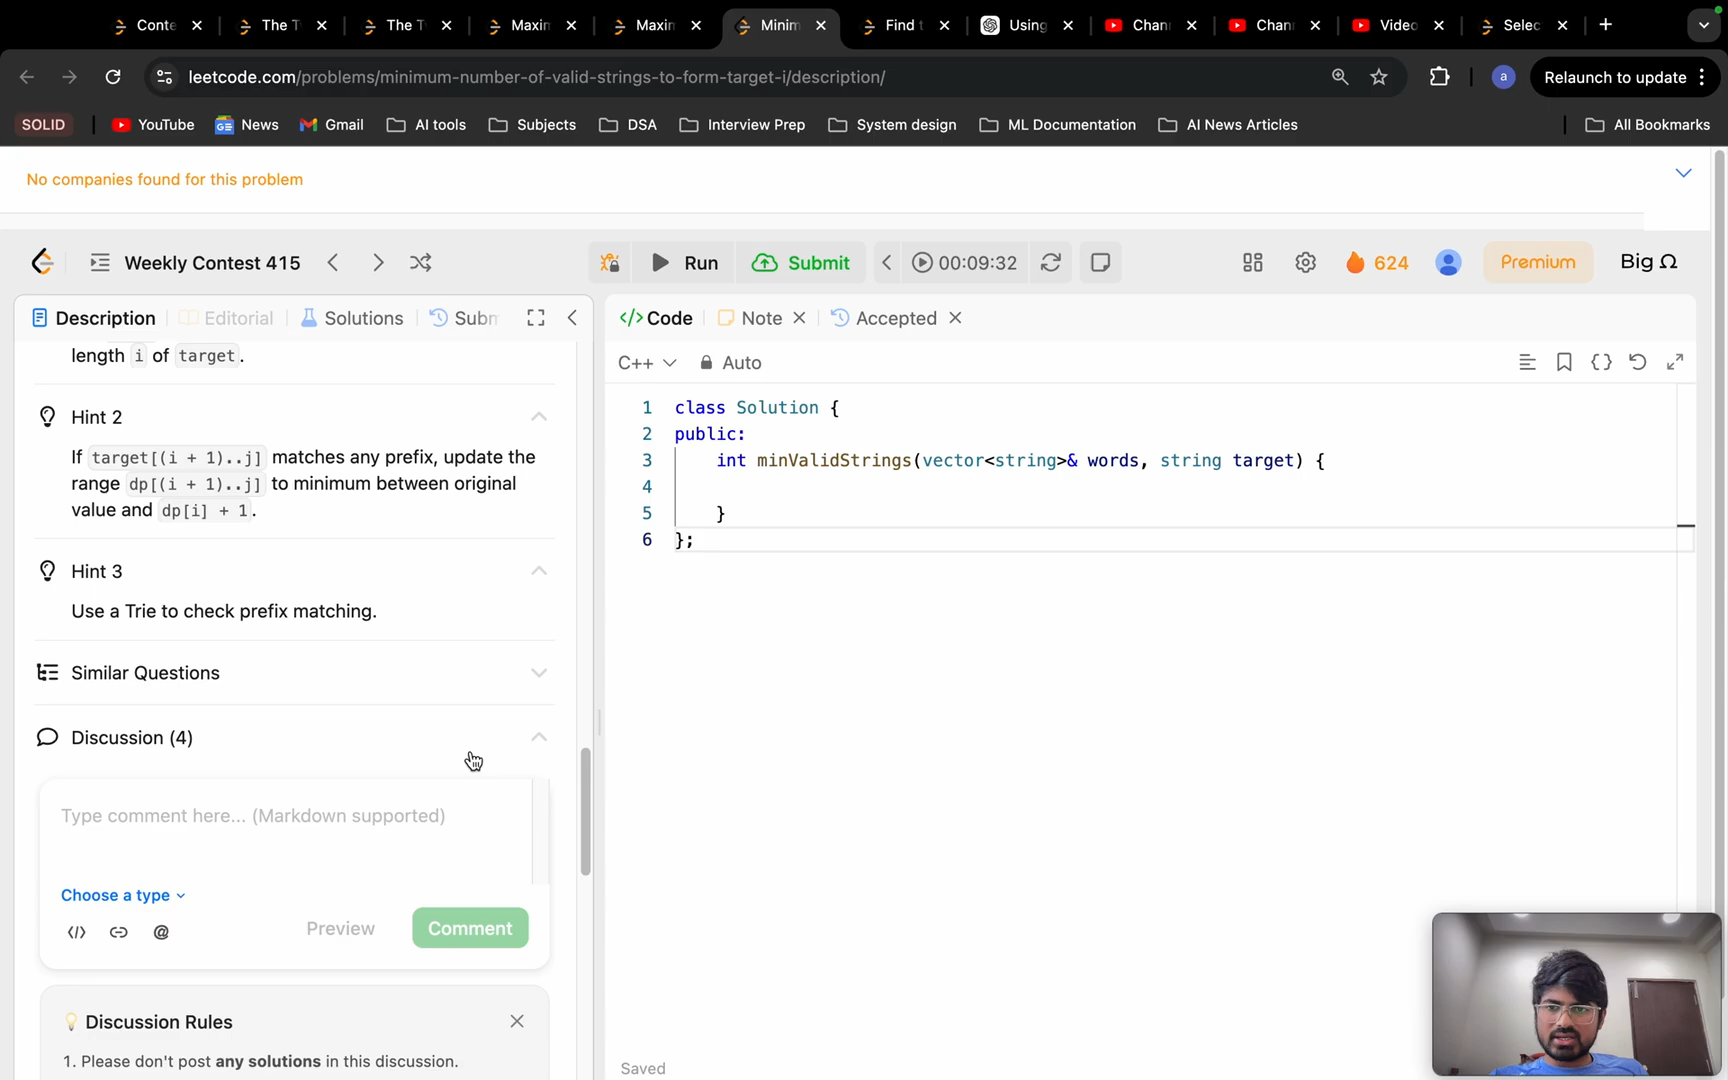 Conte
The T
The T
Maxin
Maxin
Minim
Find t
Using
Chan
Chan
Video
Selec
leetcode.com/problems/minimum-number-of-valid-strings-to-form-target-i/description/
a
Relaunch to update
SOLID
YouTube
News
Gmail
AI tools
Subjects
DSA
Interview Prep
System design
ML Documentation
AI News Articles
All Bookmarks
No companies found for this problem
Weekly Contest 415
Run
Submit
00:09:32
624
Premium
Big Ω
Description
Editorial
Solutions
Subm
</> Code
Note
Accepted
C++
Auto
length i of target.
Hint 2
If target[(i + 1)..j] matches any prefix, update the
range dp[(i + 1)..j] to minimum between original
value and dp[i] + 1.
Hint 3
Use a Trie to check prefix matching.
Similar Questions
Discussion (4)
Type comment here... (Markdown supported)
Choose a type
</> @
Preview
Comment
Discussion Rules
1. Please don't post any solutions in this discussion.
1 class Solution {
2 public:
3 int minValidStrings(vector<string>& words, string target) {
4
5 }
6 };
Saved